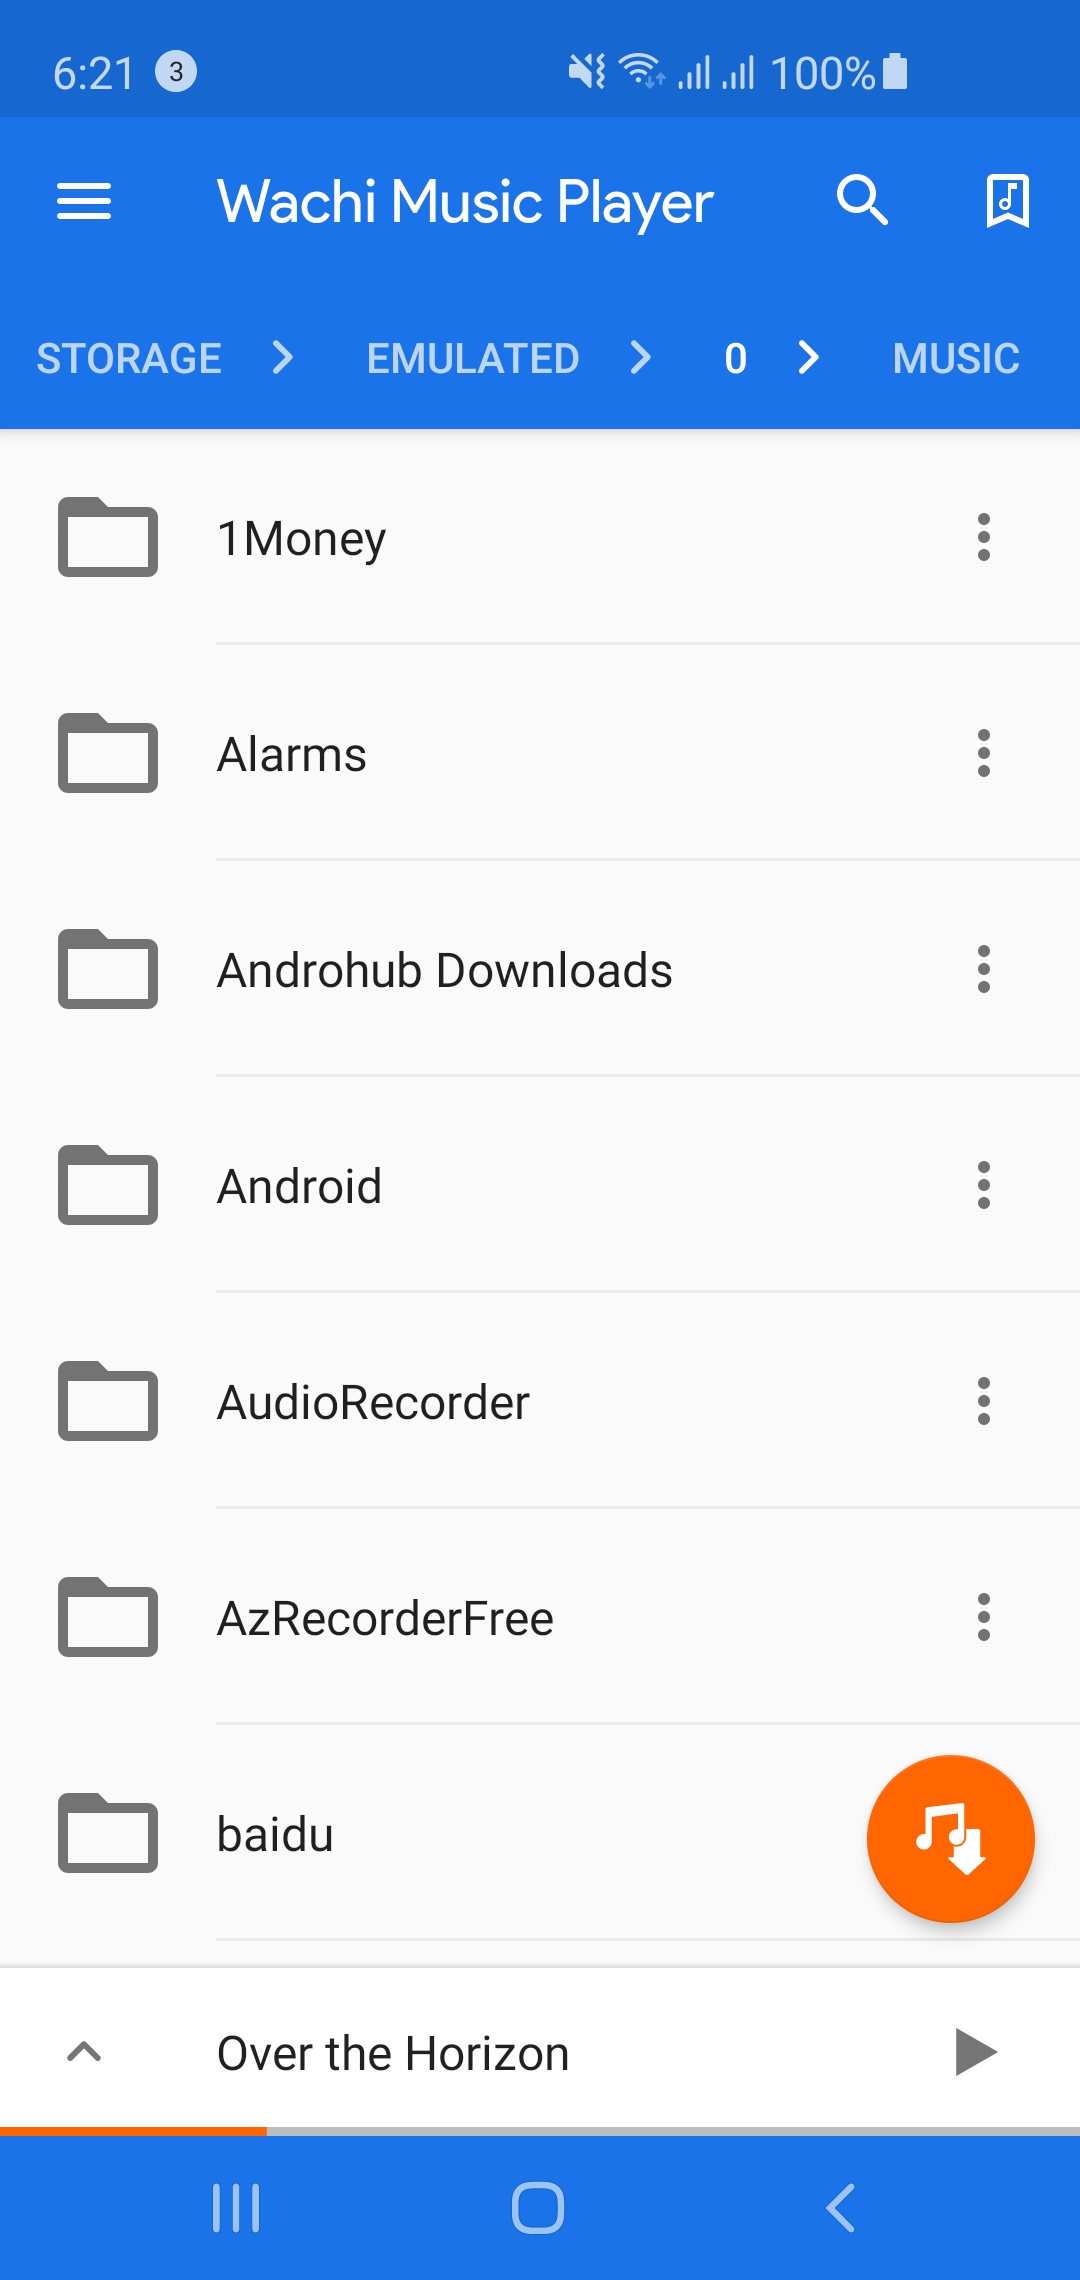 6:21 3 100%
Wachi Music Player
STORAGE EMULATED 0 MUSIC
1Money
Alarms
Androhub Downloads
Android
AudioRecorder
AzRecorderFree
baidu
Over the Horizon